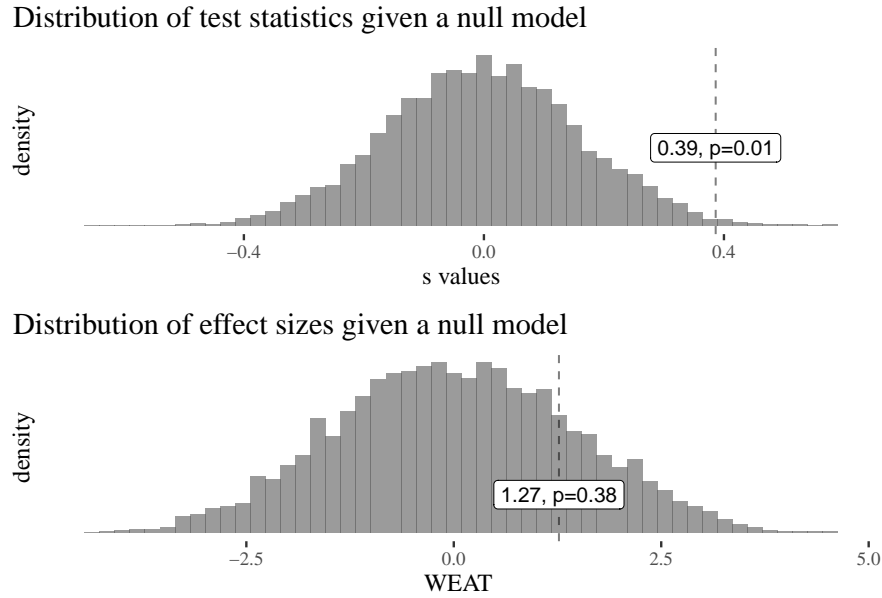 Distribution of test statistics given a null model
density
0.39, p=0.01
−0.4 0.0 0.4
s values
Distribution of effect sizes given a null model
density
1.27, p=0.38
−2.5 0.0 2.5 5.0
WEAT